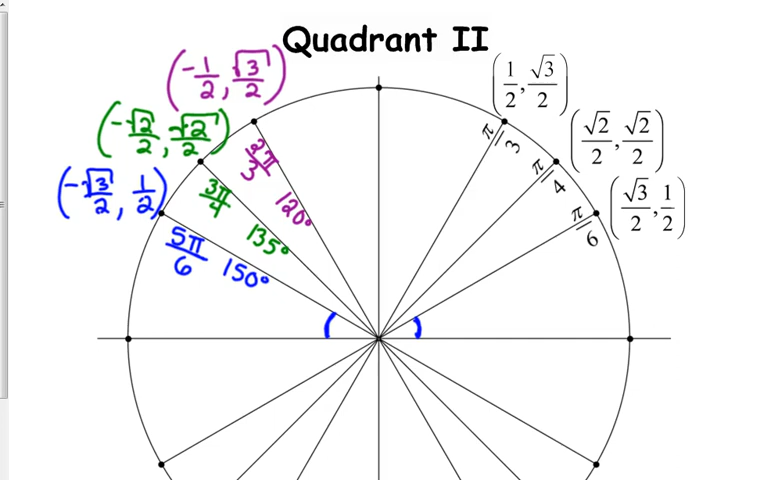 Quadrant II
(-1/2, √3/2)
(1/2, √3/2)
(-√2/2, √2/2)
(√2/2, √2/2)
(-√3/2, 1/2)
(√3/2, 1/2)
2π/3 120°
3π/4 135°
5π/6 150°
π/3
π/4
π/6